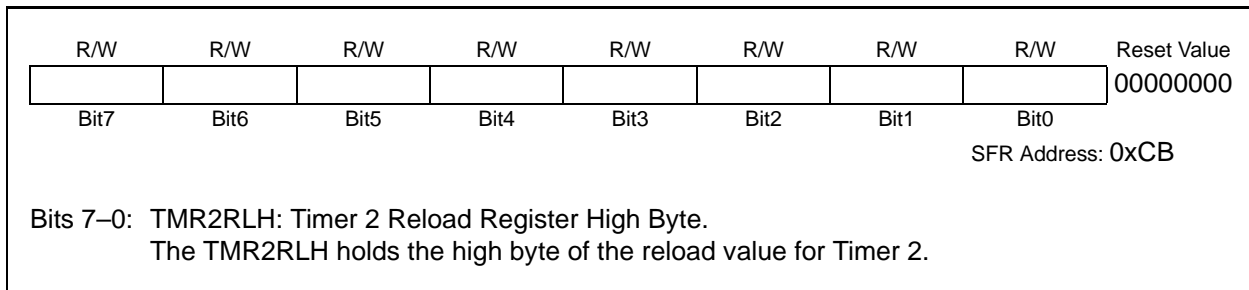 R/W R/W R/W R/W R/W R/W R/W R/W Reset Value
00000000
Bit7 Bit6 Bit5 Bit4 Bit3 Bit2 Bit1 Bit0
SFR Address: 0xCB
Bits 7–0: TMR2RLH: Timer 2 Reload Register High Byte.
The TMR2RLH holds the high byte of the reload value for Timer 2.